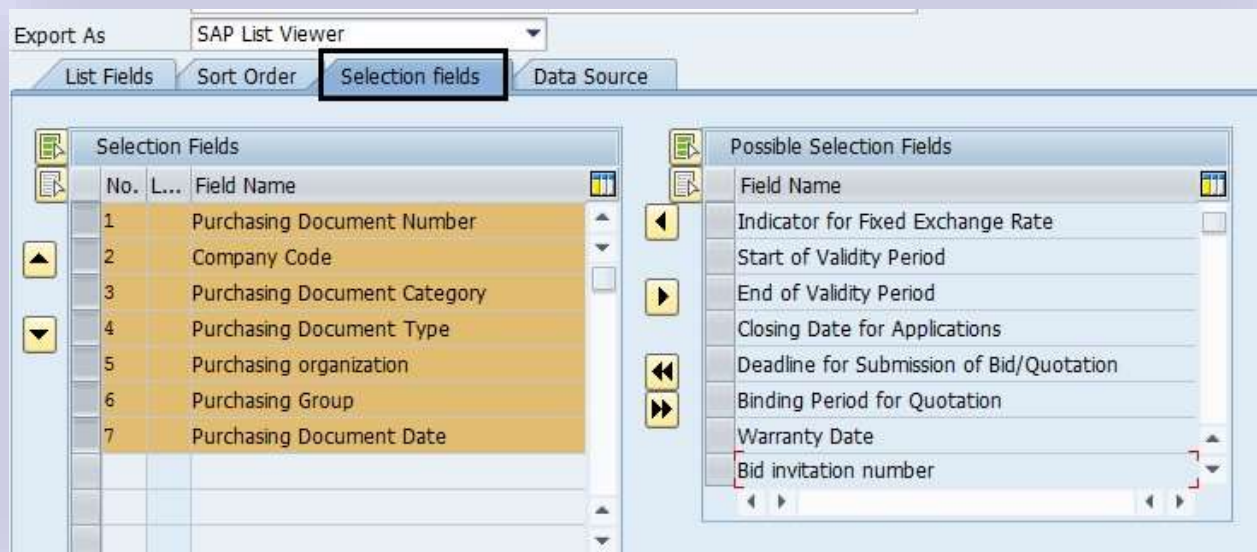 Export As SAP List Viewer
List Fields Sort Order Selection fields Data Source
Selection Fields
No. L... Field Name
1 Purchasing Document Number
2 Company Code
3 Purchasing Document Category
4 Purchasing Document Type
5 Purchasing organization
6 Purchasing Group
7 Purchasing Document Date
Possible Selection Fields
Field Name
Indicator for Fixed Exchange Rate
Start of Validity Period
End of Validity Period
Closing Date for Applications
Deadline for Submission of Bid/Quotation
Binding Period for Quotation
Warranty Date
Bid invitation number